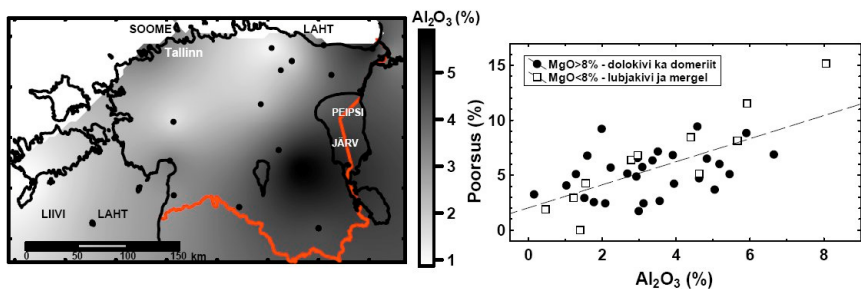 SOOME LAHT
Tallinn
PEIPSI
JÄRV
LIIVI LAHT
0 50 100 150 km
Al₂O₃ (%)
5
4
3
2
1
MgO>8% - dolokivi ka domeriit
MgO<8% - lubjakivi ja mergel
Poorsus (%)
15
10
5
0
0 2 4 6 8
Al₂O₃ (%)